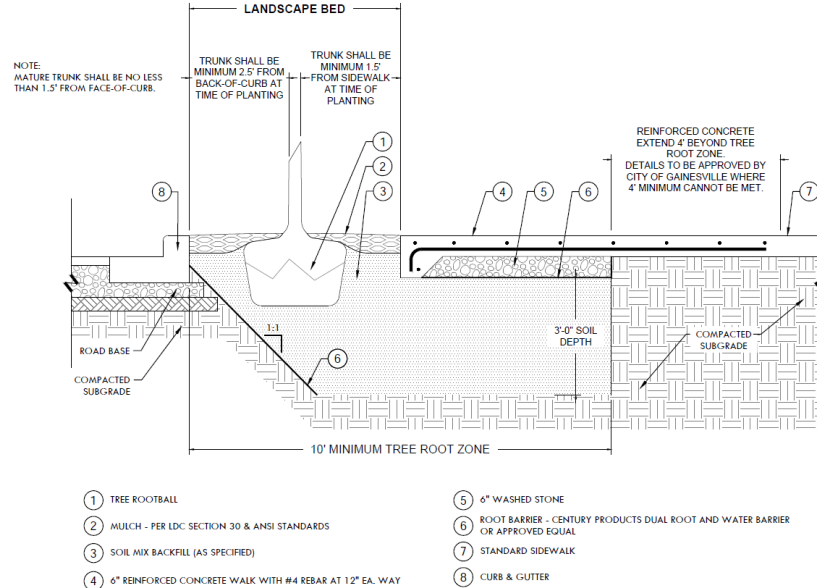 LANDSCAPE BED
NOTE:
MATURE TRUNK SHALL BE NO LESS
THAN 1.5' FROM FACE-OF-CURB.
TRUNK SHALL BE
MINIMUM 2.5' FROM
BACK-OF-CURB AT
TIME OF PLANTING
TRUNK SHALL BE
MINIMUM 1.5'
FROM SIDEWALK
AT TIME OF
PLANTING
REINFORCED CONCRETE
EXTEND 4' BEYOND TREE
ROOT ZONE.
DETAILS TO BE APPROVED BY
CITY OF GAINESVILLE WHERE
4' MINIMUM CANNOT BE MET.
1
2
3
8
4
5
6
7
1:1
6
3'-0" SOIL
DEPTH
COMPACTED
SUBGRADE
ROAD BASE
COMPACTED
SUBGRADE
10' MINIMUM TREE ROOT ZONE
1 TREE ROOTBALL
2 MULCH - PER LDC SECTION 30 & ANSI STANDARDS
3 SOIL MIX BACKFILL (AS SPECIFIED)
4 6" REINFORCED CONCRETE WALK WITH #4 REBAR AT 12" EA. WAY
5 6" WASHED STONE
6 ROOT BARRIER - CENTURY PRODUCTS DUAL ROOT AND WATER BARRIER
OR APPROVED EQUAL
7 STANDARD SIDEWALK
8 CURB & GUTTER